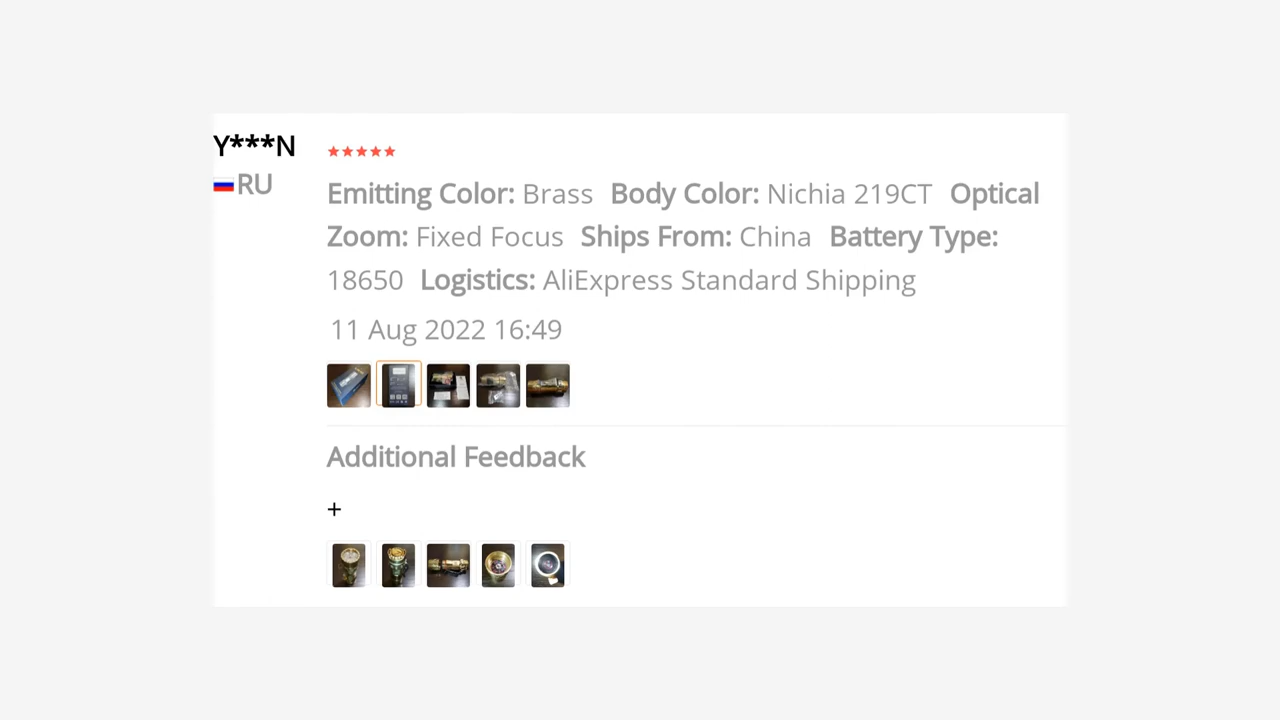 Y***N
RU
Emitting Color: Brass Body Color: Nichia 219CT Optical
Zoom: Fixed Focus Ships From: China Battery Type:
18650 Logistics: AliExpress Standard Shipping
11 Aug 2022 16:49
Additional Feedback
+